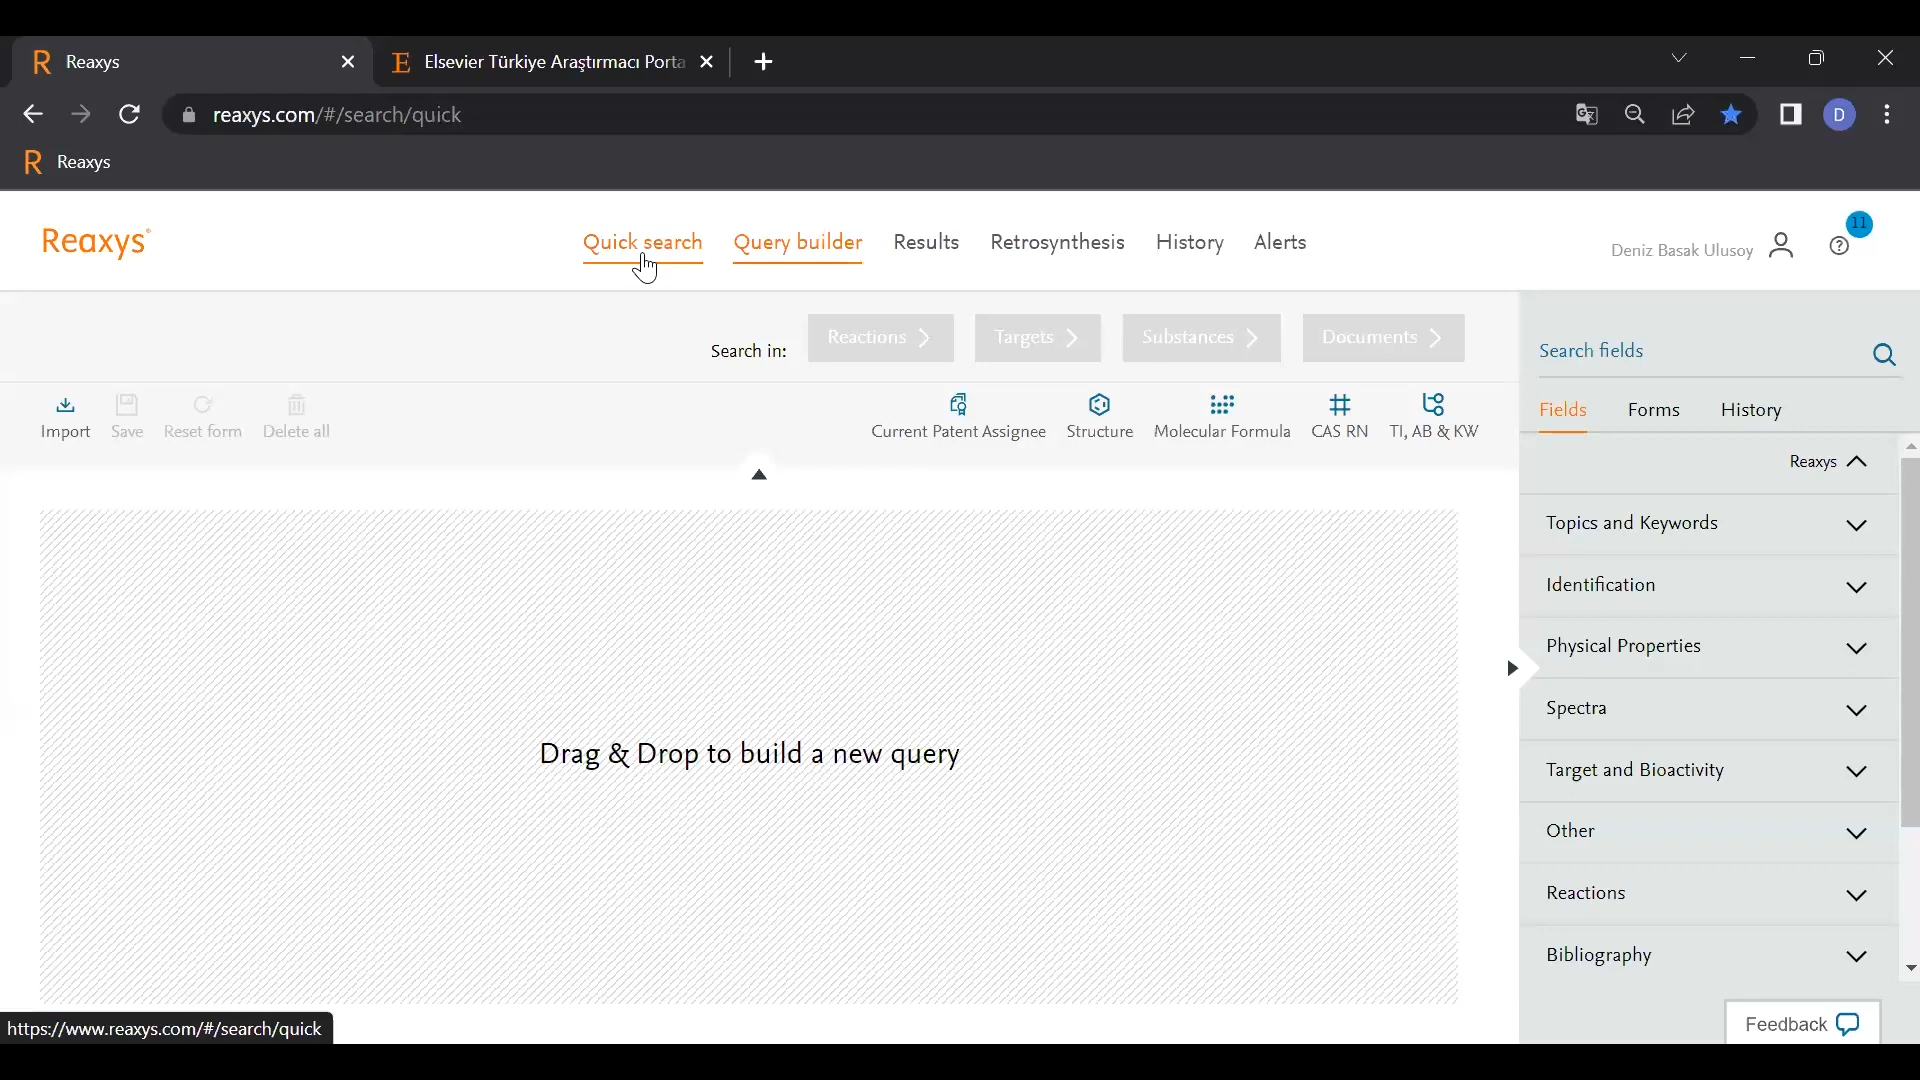 Reaxys
Elsevier Türkiye Araştırmacı Porta
reaxys.com/#/search/quick
D
Reaxys
Reaxys®
Quick search
Query builder
Results
Retrosynthesis
History
Alerts
Deniz Basak Ulusoy
11
Search in:
Reactions
Targets
Substances
Documents
Import
Save
Reset form
Delete all
Current Patent Assignee
Structure
Molecular Formula
CAS RN
TI, AB & KW
Drag & Drop to build a new query
Search fields
Fields
Forms
History
Reaxys
Topics and Keywords
Identification
Physical Properties
Spectra
Target and Bioactivity
Other
Reactions
Bibliography
Feedback
https://www.reaxys.com/#/search/quick